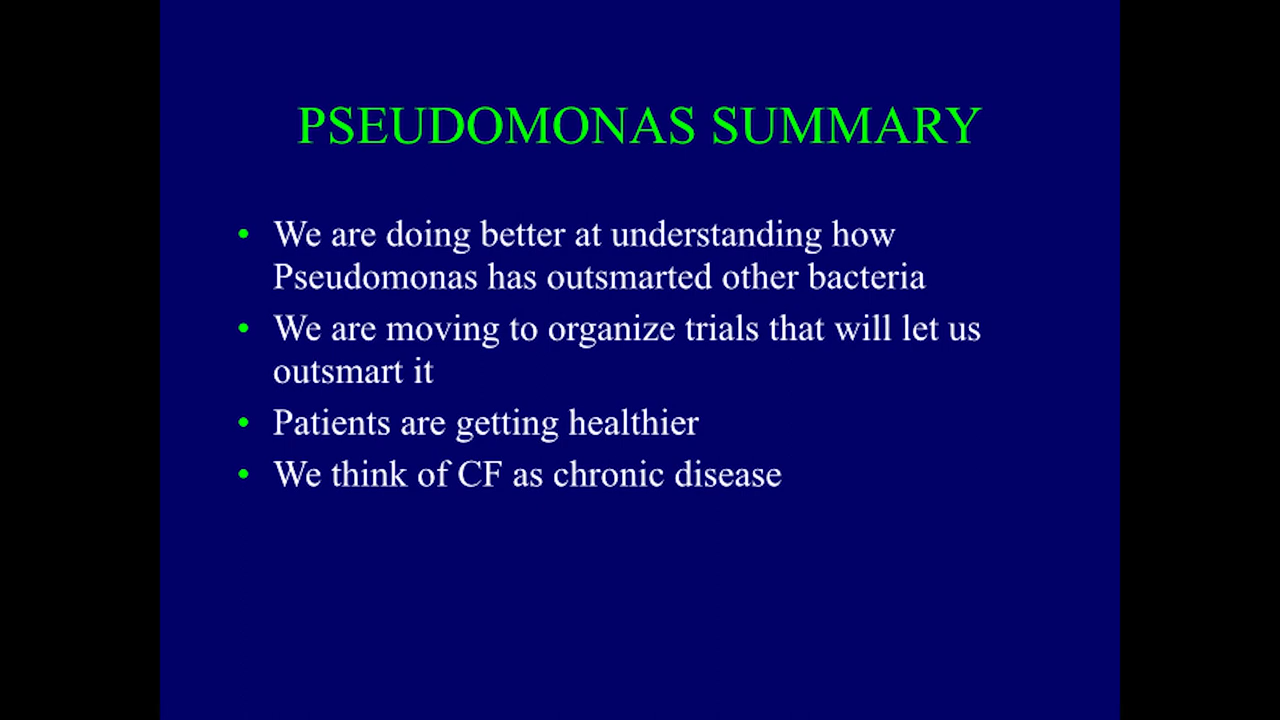 PSEUDOMONAS SUMMARY
• We are doing better at understanding how
Pseudomonas has outsmarted other bacteria
• We are moving to organize trials that will let us
outsmart it
• Patients are getting healthier
• We think of CF as chronic disease